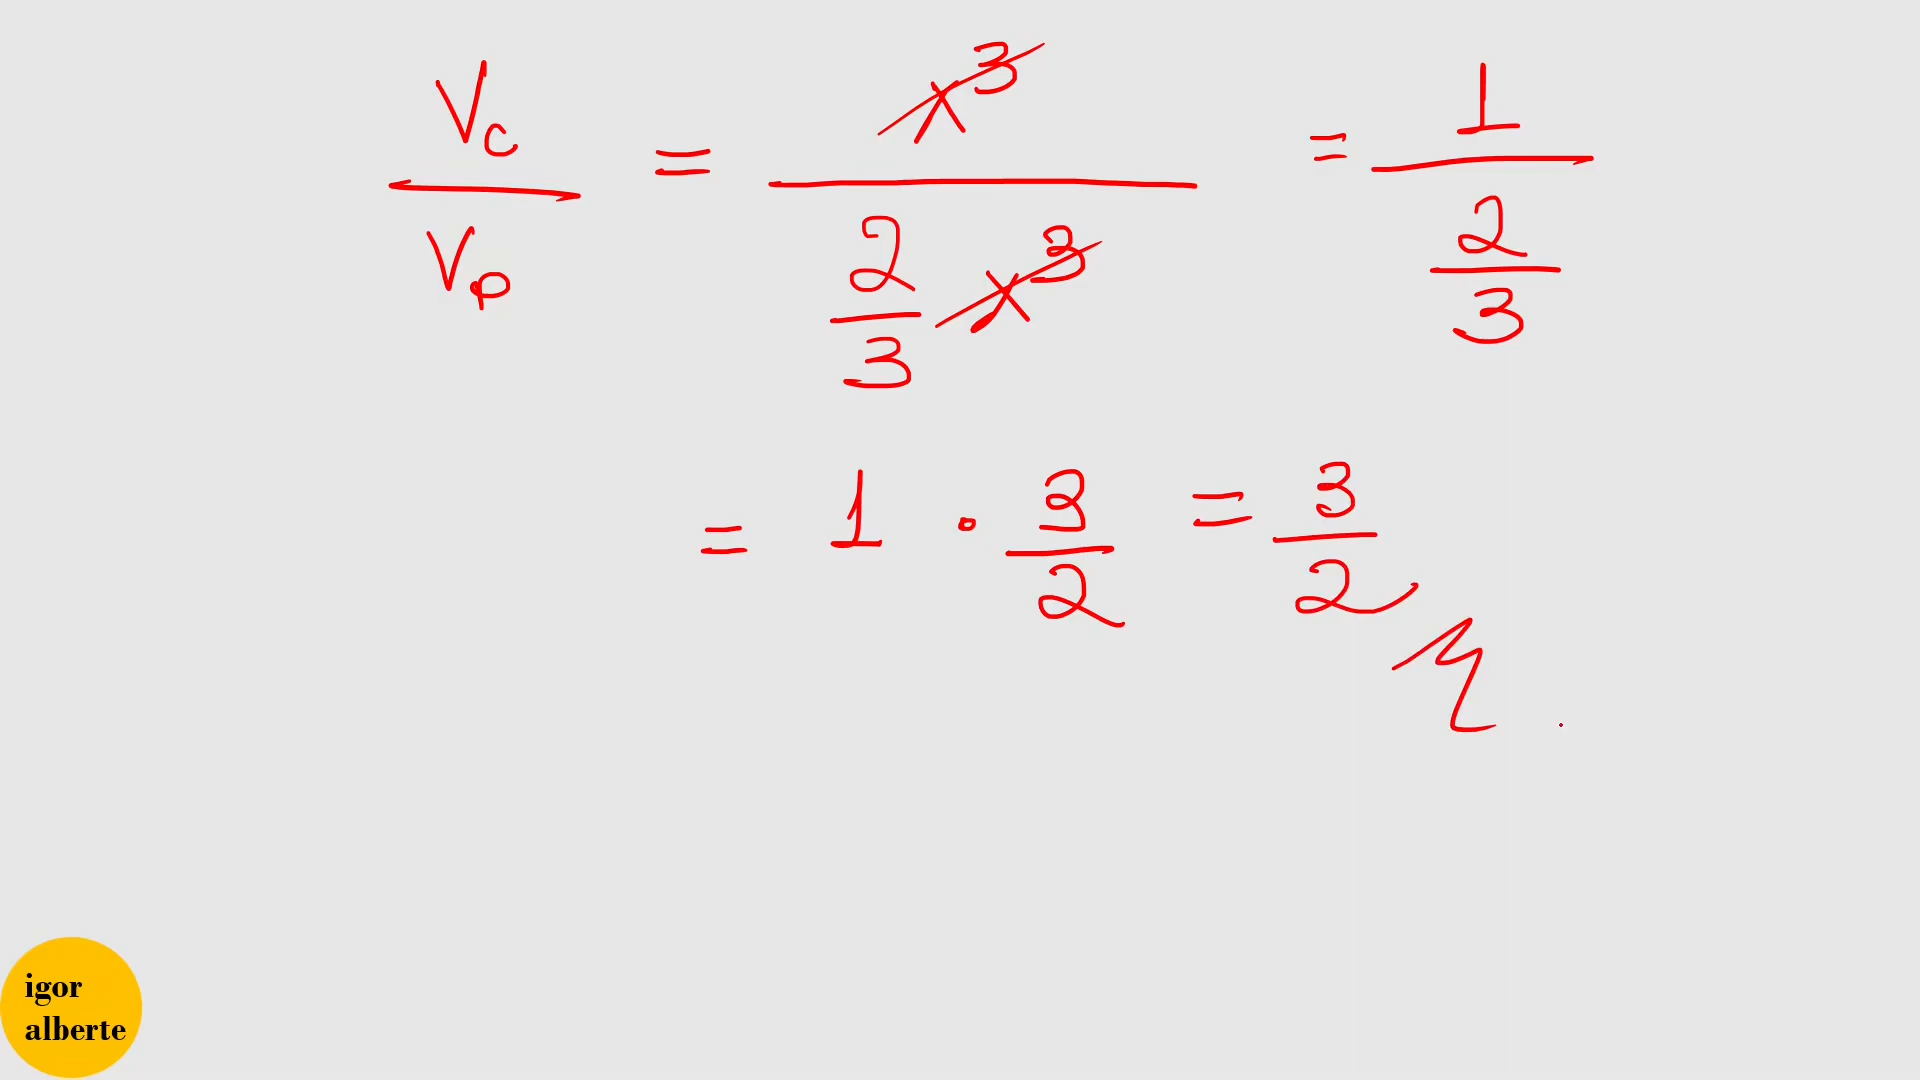 Vc/Vp = x³/(2/3 · x³) = 1/(2/3)
= 1 · 3/2 = 3/2
igor
alberte